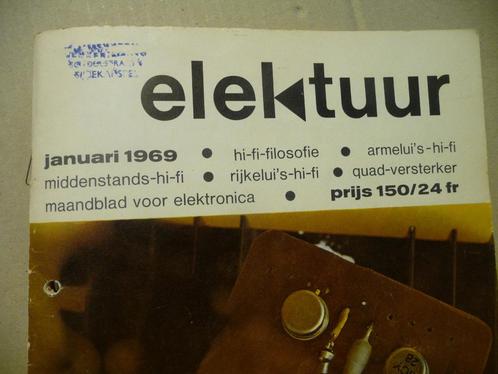 elektuur
januari 1969 • hi-fi-filosofie • armelui's-hi-fi
middenstands-hi-fi • rijkelui's-hi-fi • quad-versterker
maandblad voor elektronica • prijs 150/24 fr